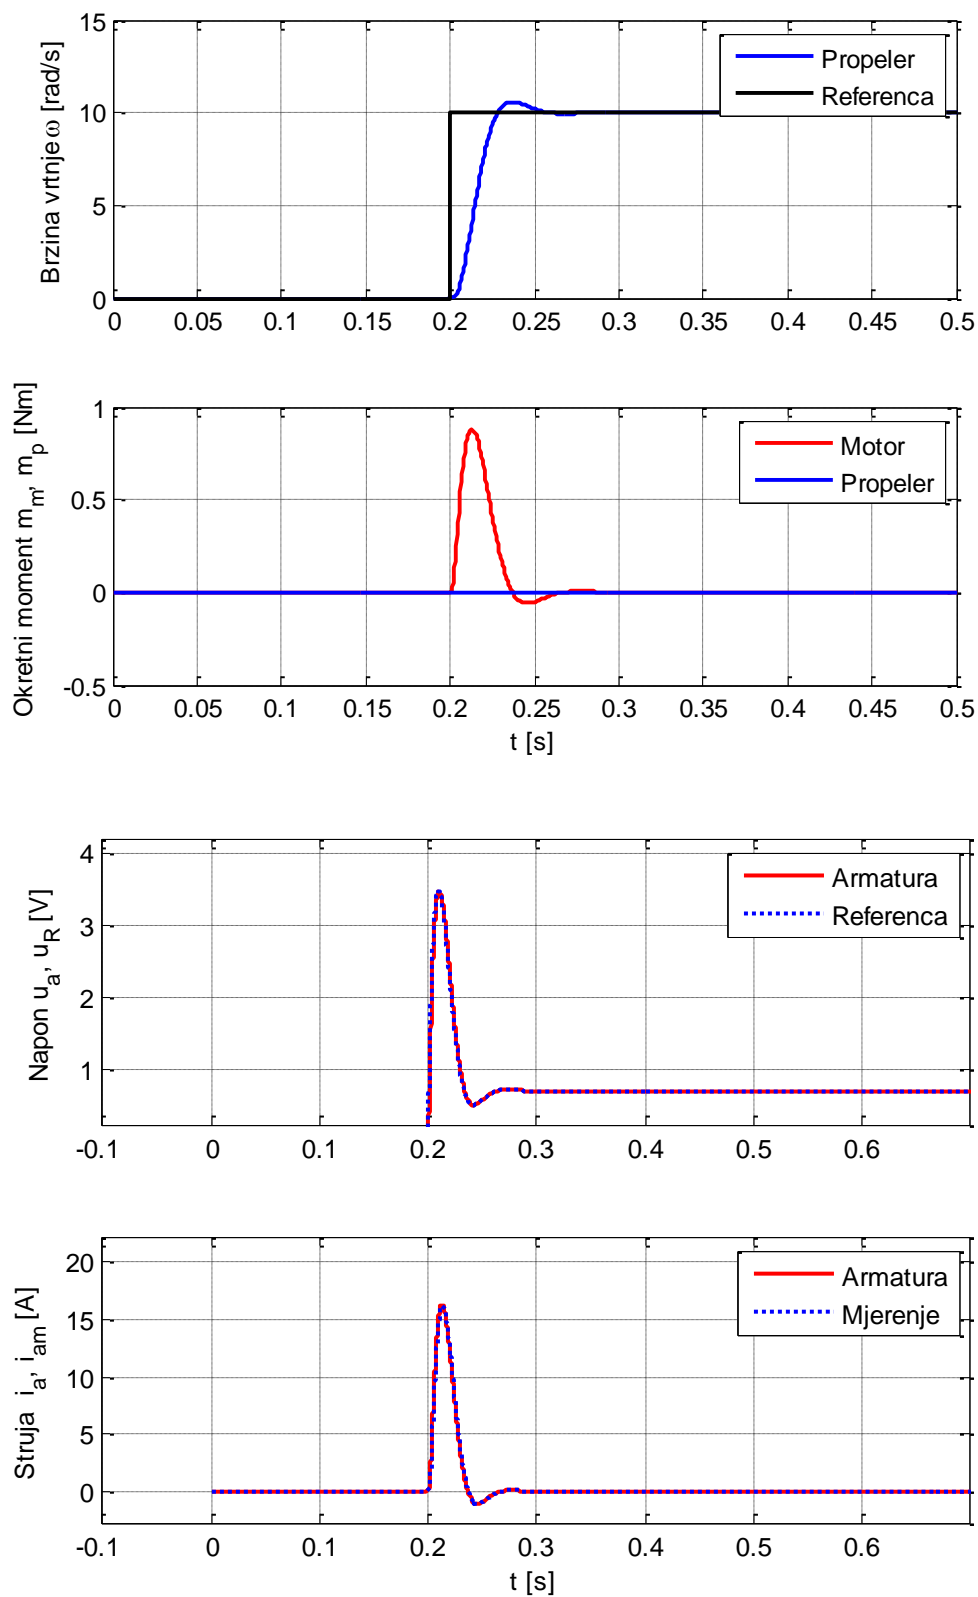 Brzina vrtnje ω [rad/s]
15
10
5
0
Propeler
Referenca
0 0.05 0.1 0.15 0.2 0.25 0.3 0.35 0.4 0.45 0.5
Okretni moment m_m, m_p [Nm]
1
0.5
0
-0.5
Motor
Propeler
0 0.05 0.1 0.15 0.2 0.25 0.3 0.35 0.4 0.45 0.5
t [s]
Napon u_a, u_R [V]
4
3
2
1
Armatura
Referenca
-0.1 0 0.1 0.2 0.3 0.4 0.5 0.6
Struja i_a, i_am [A]
20
15
10
5
0
Armatura
Mjerenje
-0.1 0 0.1 0.2 0.3 0.4 0.5 0.6
t [s]